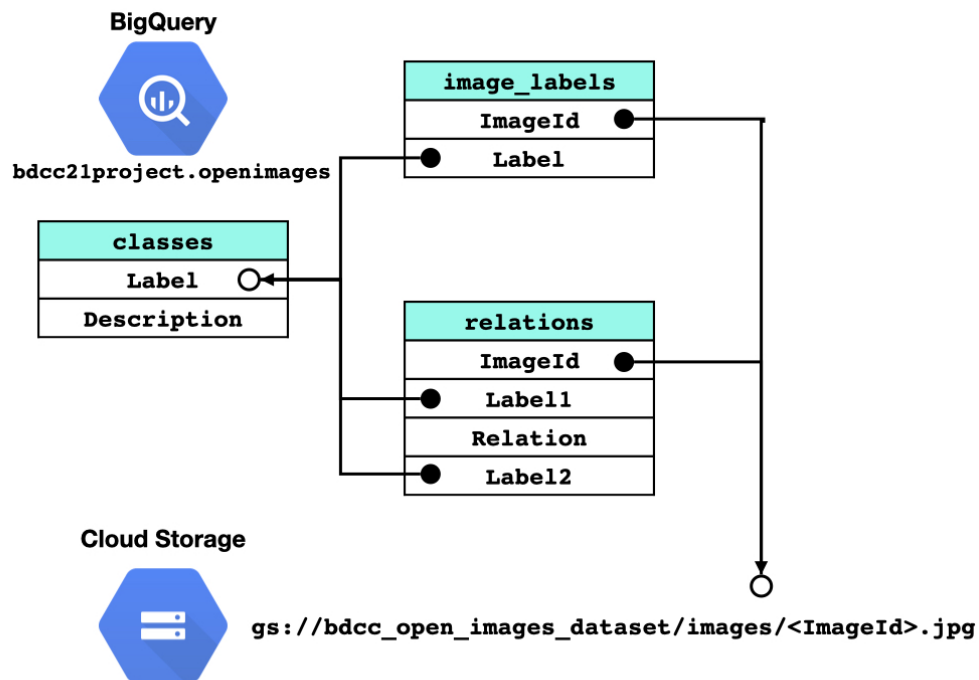 BigQuery
bdcc21project.openimages
image_labels
ImageId
Label
classes
Label
Description
relations
ImageId
Label1
Relation
Label2
Cloud Storage
gs://bdcc_open_images_dataset/images/<ImageId>.jpg